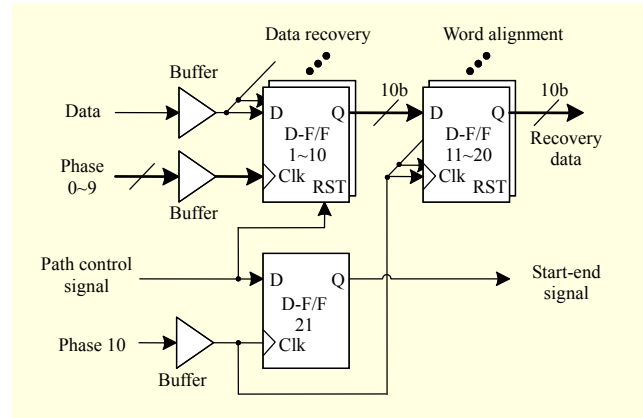 Data recovery
Word alignment
Buffer
10b
10b
Data
D
Q
D
Q
D-F/F
1~10
D-F/F
11~20
Recovery
data
Phase
0~9
Clk
RST
Clk
RST
Buffer
Path control
signal
D
Q
Start-end
signal
D-F/F
21
Phase 10
Clk
Buffer